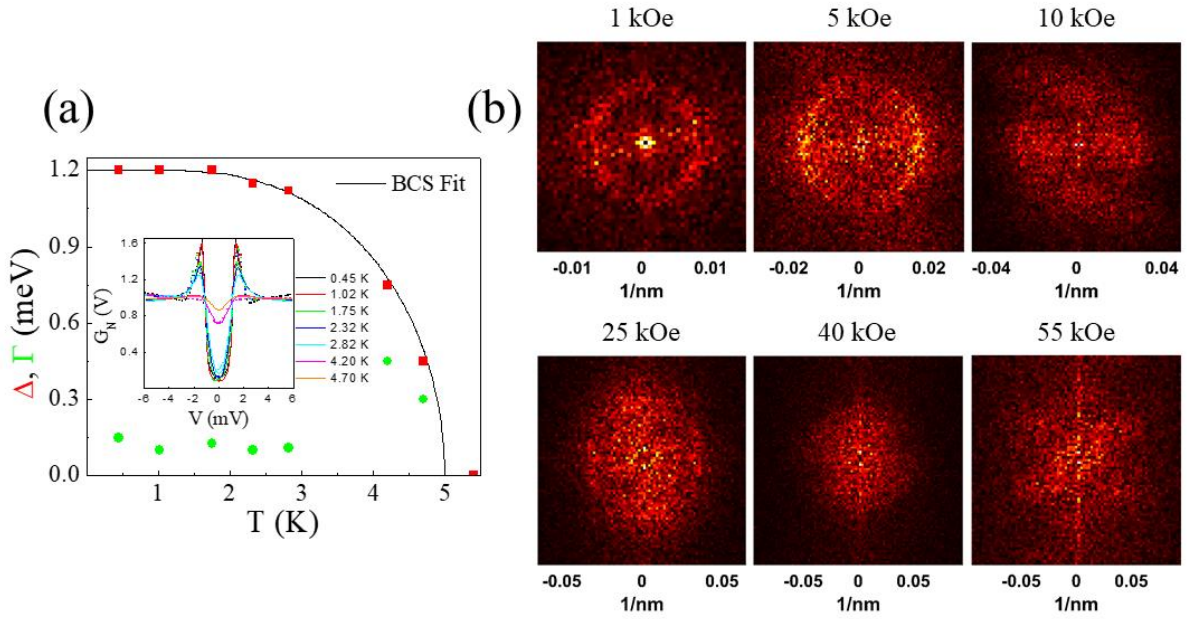 (a)
Δ, Γ (meV)
1.2
0.9
0.6
0.3
0.0
1
2
3
4
5
T (K)
BCS Fit
G_N (V)
1.6
1.2
0.8
0.4
-6
-4
-2
0
2
4
6
V (mV)
0.45 K
1.02 K
1.75 K
2.32 K
2.82 K
4.20 K
4.70 K
(b)
1 kOe
5 kOe
10 kOe
-0.01 0 0.01
1/nm
-0.02 0 0.02
1/nm
-0.04 0 0.04
1/nm
25 kOe
40 kOe
55 kOe
-0.05 0 0.05
1/nm
-0.05 0 0.05
1/nm
-0.05 0 0.05
1/nm